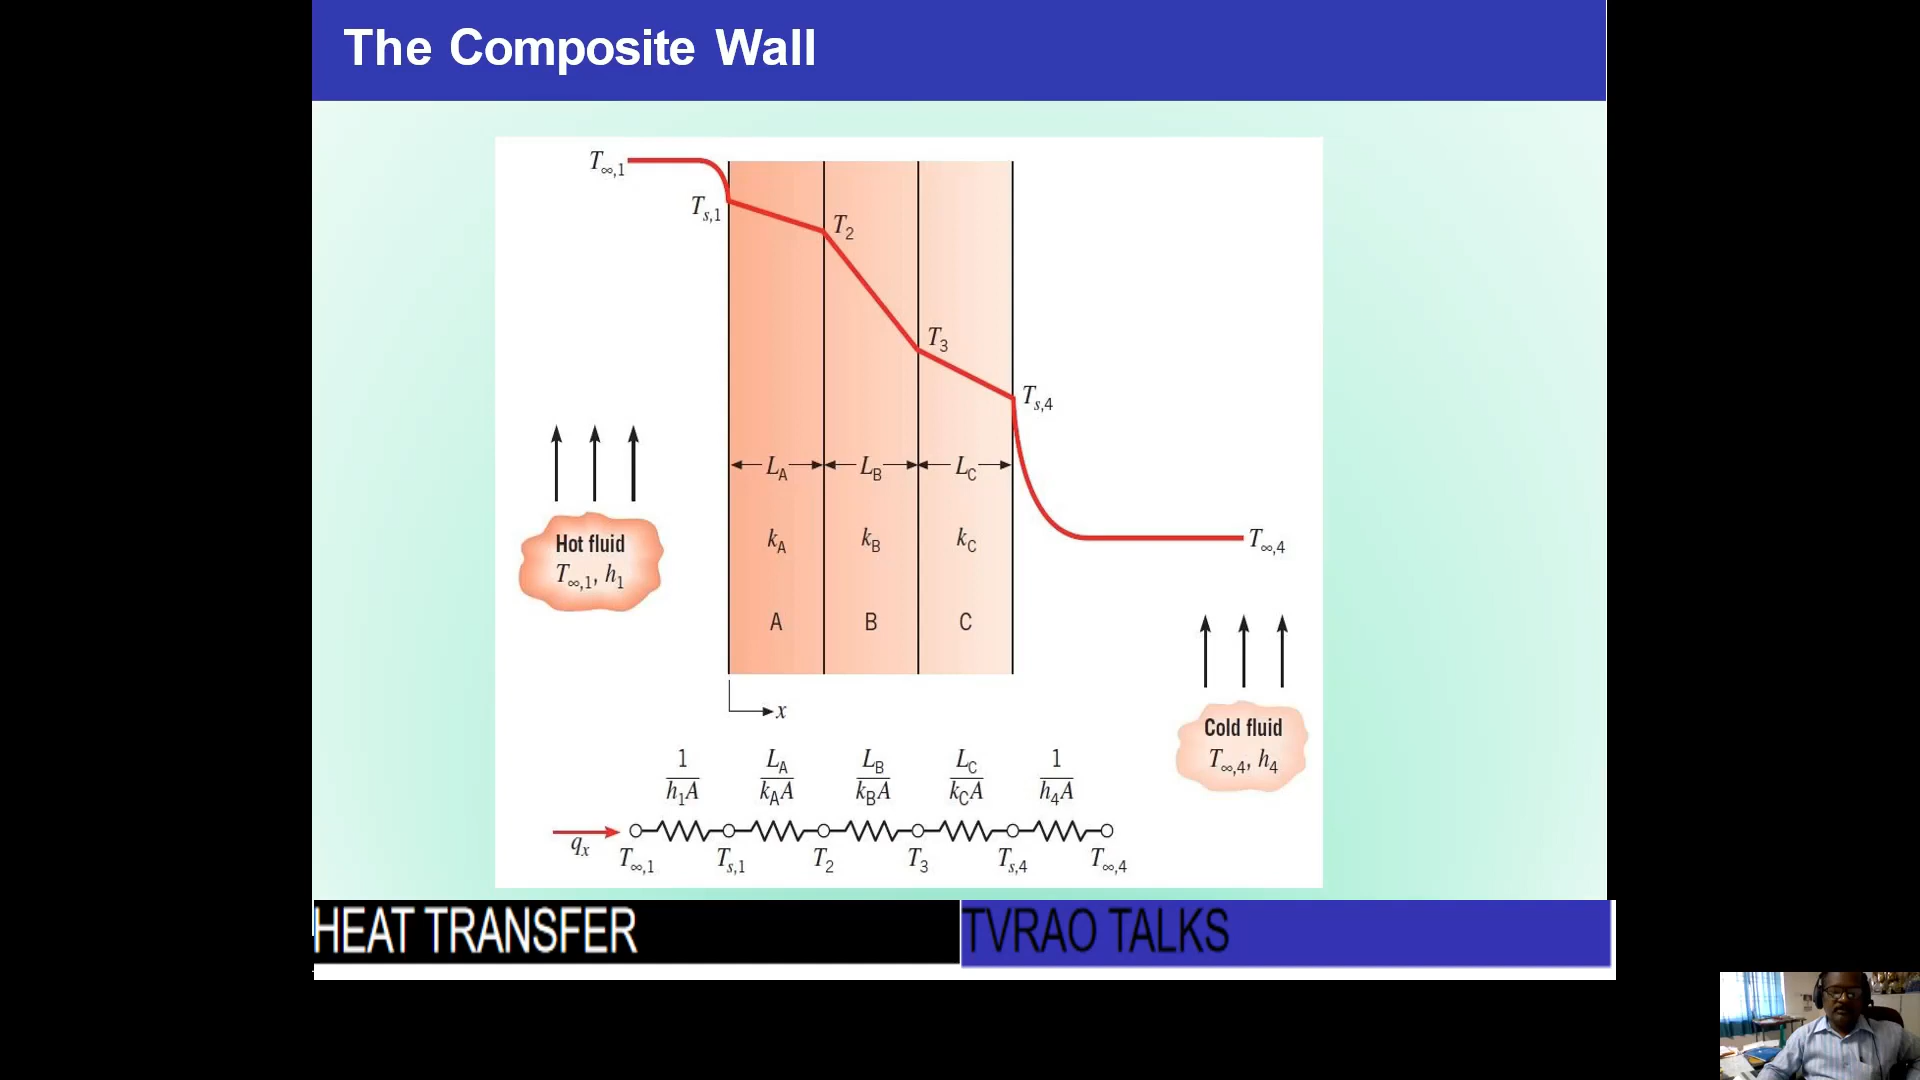 The Composite Wall
T∞,1
Ts,1
T2
T3
Ts,4
LA LB LC
Hot fluid
T∞,1, h1
kA kB kC
T∞,4
A B C
x
Cold fluid
T∞,4, h4
1/h1A LA/kAA LB/kBA LC/kCA 1/h4A
qx
T∞,1 Ts,1 T2 T3 Ts,4 T∞,4
HEAT TRANSFER
TVRAO TALKS